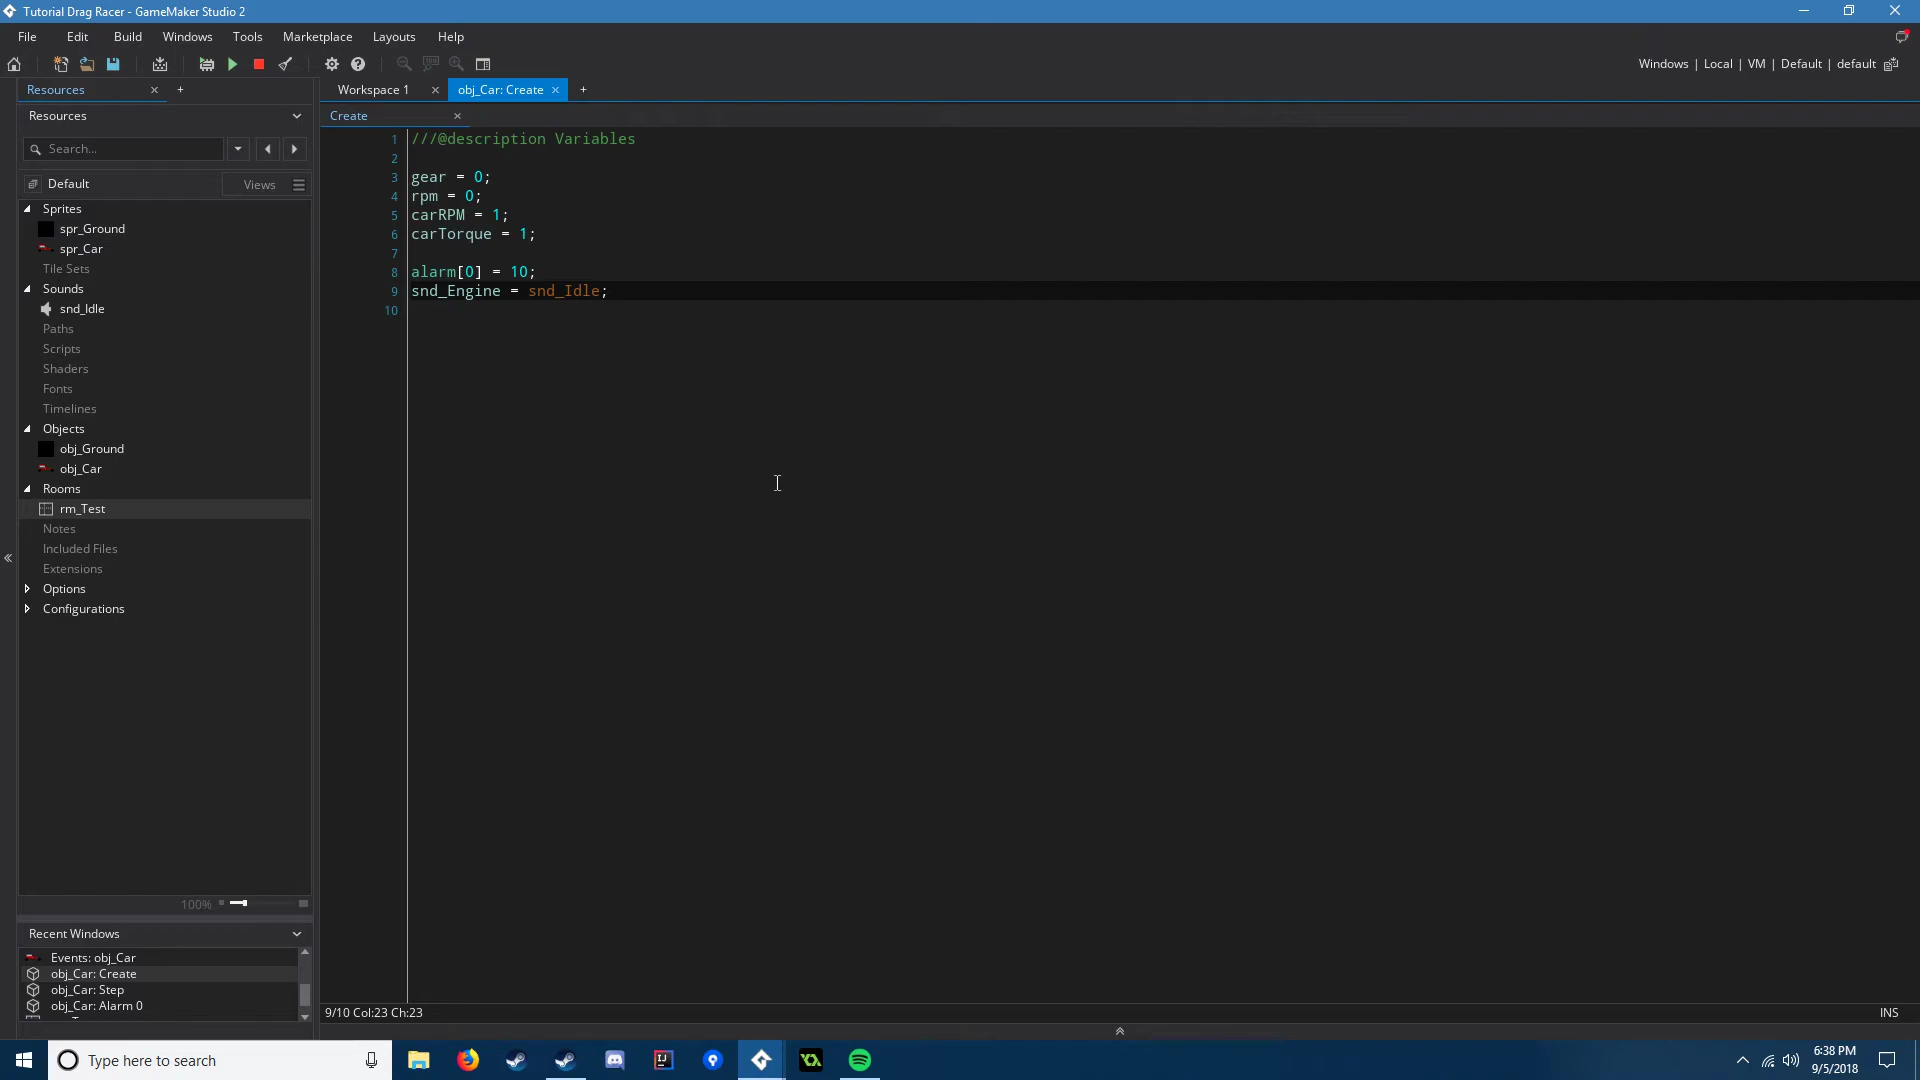 Tutorial Drag Racer - GameMaker Studio 2
File Edit Build Windows Tools Marketplace Layouts Help
Windows | Local | VM | Default | default
Resources
Workspace 1
obj_Car: Create
Resources
Create
Search...
Default
Views
Sprites
spr_Ground
spr_Car
Tile Sets
Sounds
snd_Idle
Paths
Scripts
Shaders
Fonts
Timelines
Objects
obj_Ground
obj_Car
Rooms
rm_Test
Notes
Included Files
Extensions
Options
Configurations
100%
Recent Windows
Events: obj_Car
obj_Car: Create
obj_Car: Step
obj_Car: Alarm 0
1 ///@description Variables
2
3 gear = 0;
4 rpm = 0;
5 carRPM = 1;
6 carTorque = 1;
7
8 alarm[0] = 10;
9 snd_Engine = snd_Idle;
10
9/10 Col:23 Ch:23
INS
Type here to search
6:38 PM
9/5/2018